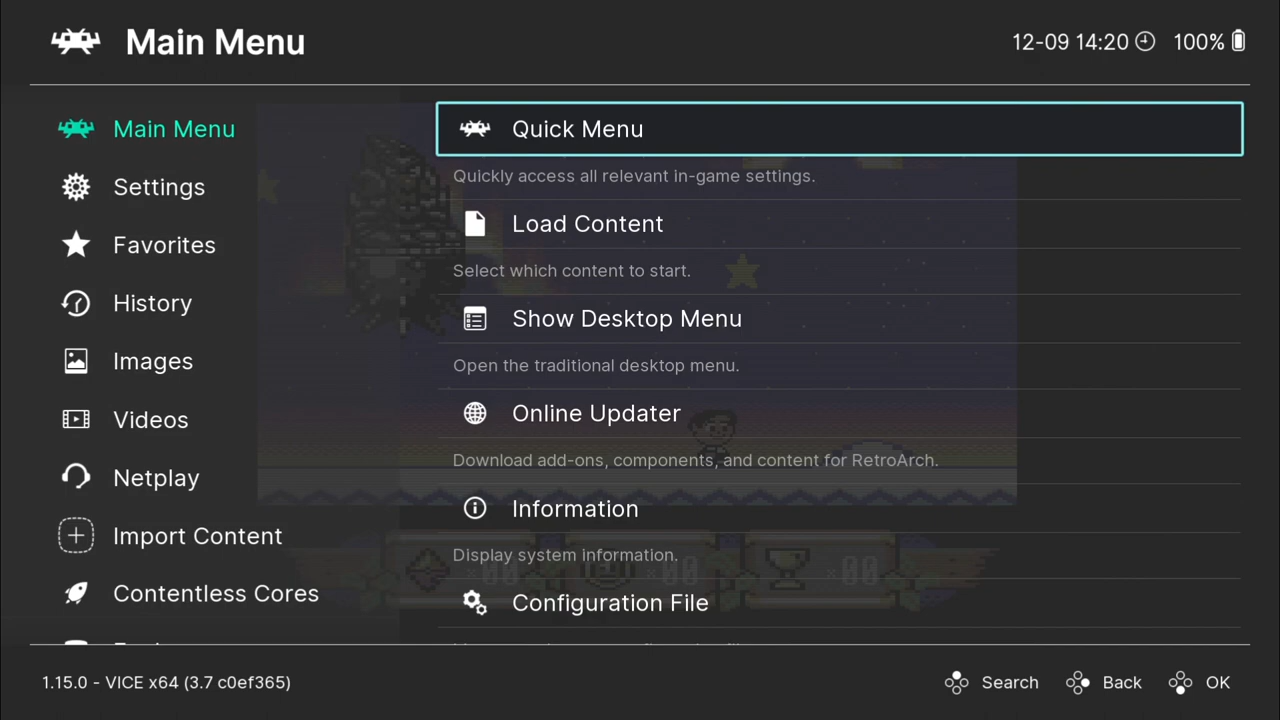 Main Menu
12-09 14:20 100%
Main Menu
Settings
Favorites
History
Images
Videos
Netplay
Import Content
Contentless Cores
Quick Menu
Quickly access all relevant in-game settings.
Load Content
Select which content to start.
Show Desktop Menu
Open the traditional desktop menu.
Online Updater
Download add-ons, components, and content for RetroArch.
Information
Display system information.
Configuration File
×00 ×00 ×00
1.15.0 - VICE x64 (3.7 c0ef365)
Search Back OK